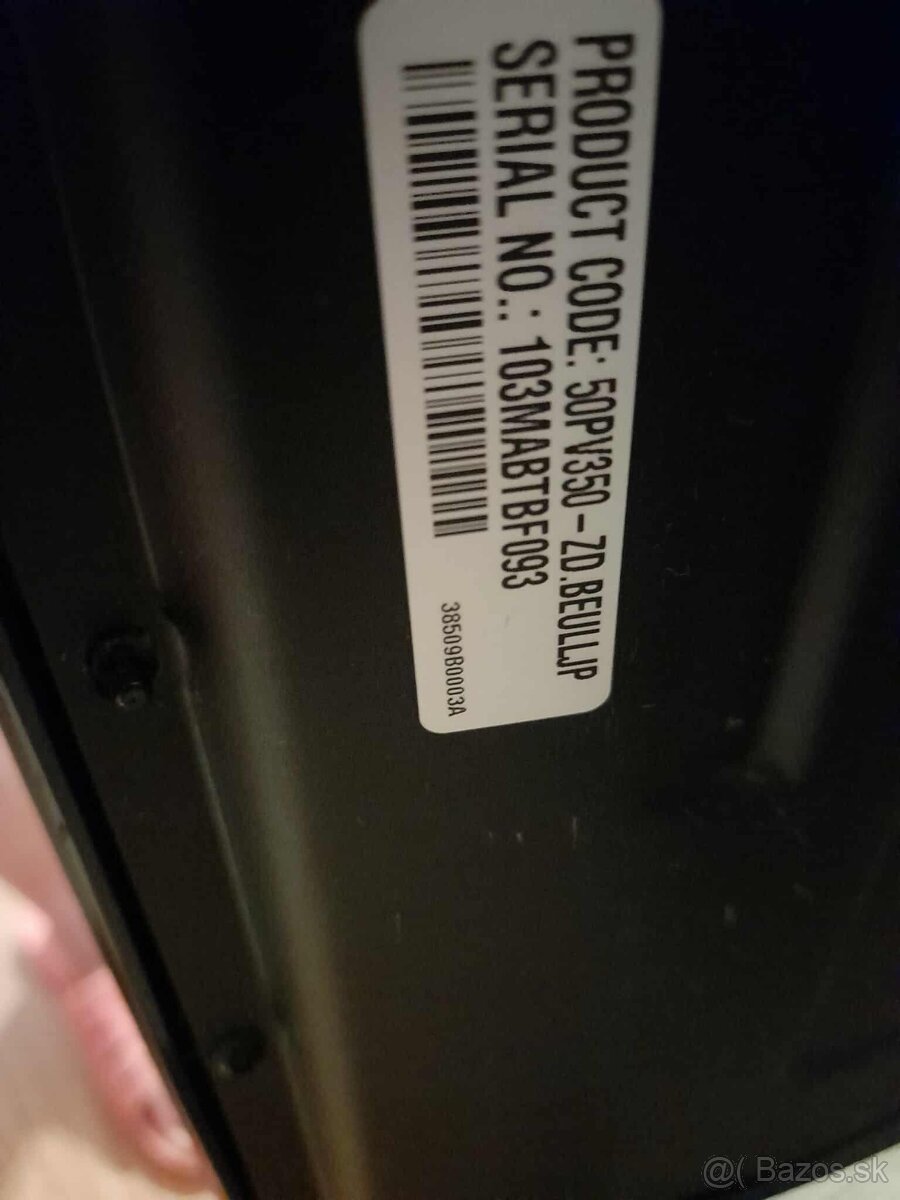 PRODUCT CODE: 50PV350-ZD.BEULLJP
SERIAL NO.: 103MABTBF093
38509B0003A
@( Bazos.sk